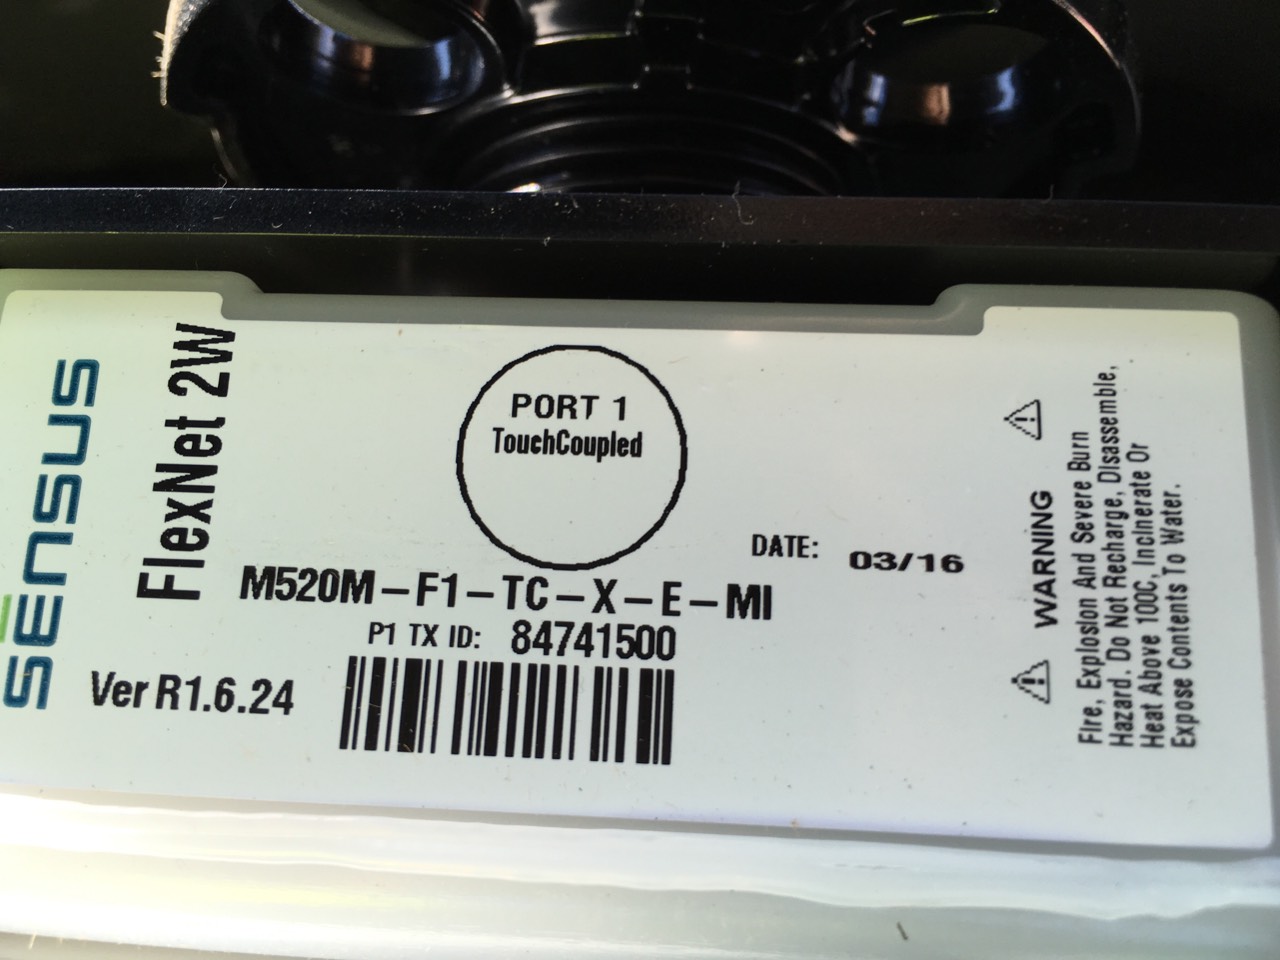 SENSUS
FlexNet 2W
PORT 1
TouchCoupled
DATE: 03/16
M520M-F1-TC-X-E-MI
P1 TX ID: 84741500
Ver R1.6.24
WARNING
Fire, Explosion And Severe Burn
Hazard. Do Not Recharge, Disassemble,
Heat Above 100C, Incinerate Or
Expose Contents To Water.